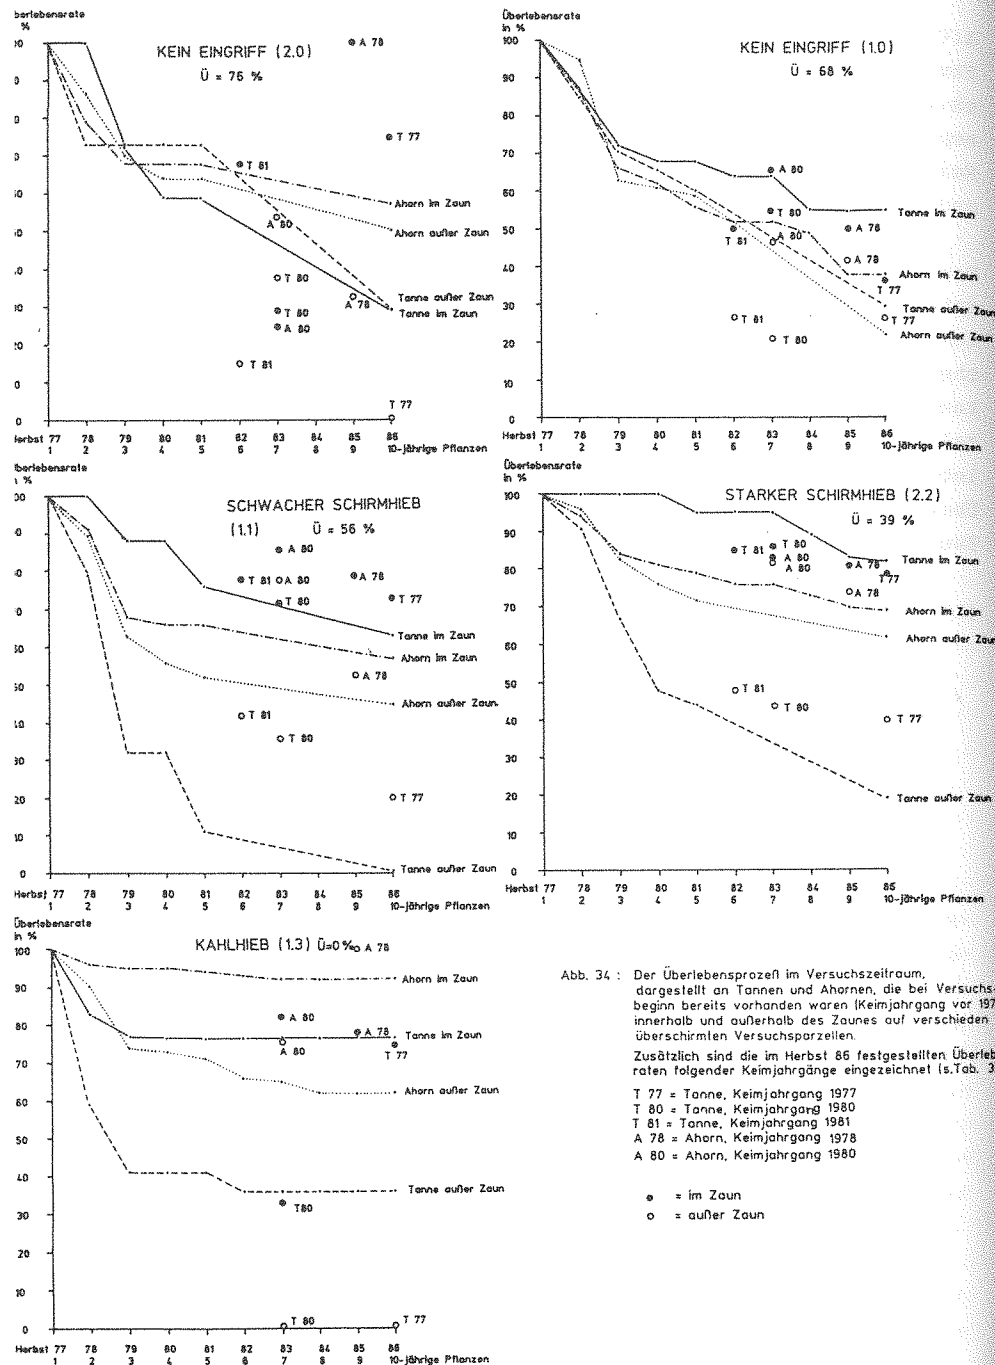 Überlebensrate
in %
KEIN EINGRIFF (2.0)
Ü = 76 %
A 78
T 77
T 81
A 80
T 80
T 80
A 80
T 81
A 78
T 77
Ahorn im Zaun
Ahorn außer Zaun
Tanne außer Zaun
Tanne im Zaun
Herbst 77 78 79 80 81 82 83 84 85 86
1 2 3 4 5 6 7 8 9 10-jährige Pflanzen
Überlebensrate
in %
KEIN EINGRIFF (1.0)
Ü = 68 %
100
90
80
70
60
50
40
30
20
10
0
A 80
T 80
A 80
T 81
A 78
A 78
T 77
T 81
T 80
T 77
Tanne im Zaun
Ahorn im Zaun
Tanne außer Zaun
Ahorn außer Zaun
Herbst 77 78 79 80 81 82 83 84 85 86
1 2 3 4 5 6 7 8 9 10-jährige Pflanzen
Überlebensrate
%
SCHWACHER SCHIRMHIEB
(1.1) Ü = 56 %
20
10
0
A 80
T 81
A 80
T 80
A 78
T 77
A 78
T 81
T 80
T 77
Tanne im Zaun
Ahorn im Zaun
Ahorn außer Zaun
Tanne außer Zaun
Herbst 77 78 79 80 81 82 83 84 85 86
1 2 3 4 5 6 7 8 9 10-jährige Pflanzen
Überlebensrate
in %
STARKER SCHIRMHIEB (2.2)
Ü = 39 %
100
90
80
70
60
50
40
30
20
10
0
T 81
T 80
A 80
A 80
A 78
T 77
A 78
T 81
T 80
T 77
Tanne im Zaun
Ahorn im Zaun
Ahorn außer Zaun
Tanne außer Zaun
Herbst 77 78 79 80 81 82 83 84 85 86
1 2 3 4 5 6 7 8 9 10-jährige Pflanzen
Überlebensrate
in %
KAHLHIEB (1.3) Ü=0%
A 78
100
90
80
70
60
50
40
30
20
10
0
A 80
A 80
A 78
T 77
T80
T 80
T 77
Ahorn im Zaun
Tanne im Zaun
Ahorn außer Zaun
Tanne außer Zaun
Herbst 77 78 79 80 81 82 83 84 85 86
1 2 3 4 5 6 7 8 9 10-jährige Pflanzen
Abb. 34 : Der Überlebensprozeß im Versuchszeitraum,
dargestellt an Tannen und Ahornen, die bei Versuchs-
beginn bereits vorhanden waren (Keimjahrgang vor 197
innerhalb und außerhalb des Zaunes auf verschieden
überschirmten Versuchsparzellen.
Zusätzlich sind die im Herbst 86 festgestellten Überleb
raten folgender Keimjahrgänge eingezeichnet (s.Tab. 3
T 77 = Tanne, Keimjahrgang 1977
T 80 = Tanne, Keimjahrgang 1980
T 81 = Tanne, Keimjahrgang 1981
A 78 = Ahorn, Keimjahrgang 1978
A 80 = Ahorn, Keimjahrgang 1980
= im Zaun
= außer Zaun